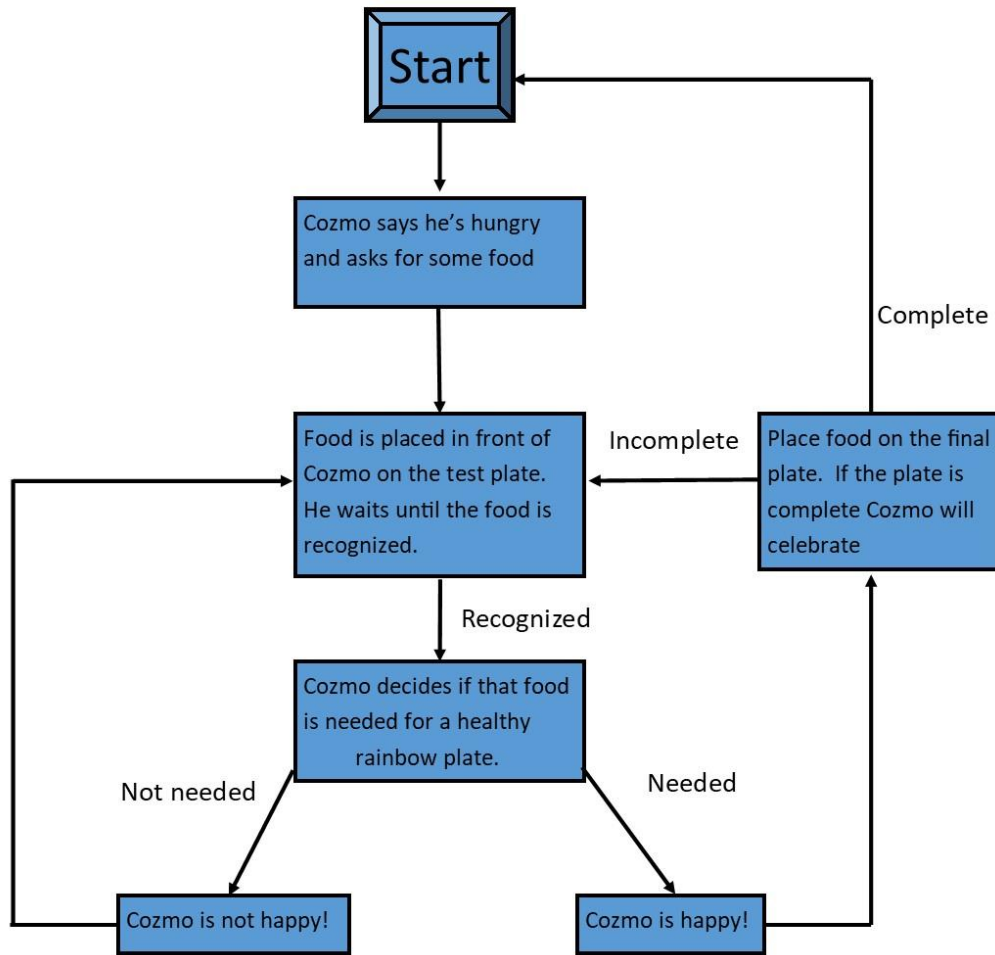 Start
Cozmo says he's hungry
and asks for some food
Complete
Food is placed in front of
Cozmo on the test plate.
He waits until the food is
recognized.
Incomplete
Place food on the final
plate.  If the plate is
complete Cozmo will
celebrate
Recognized
Cozmo decides if that food
is needed for a healthy
rainbow plate.
Not needed
Needed
Cozmo is not happy!
Cozmo is happy!